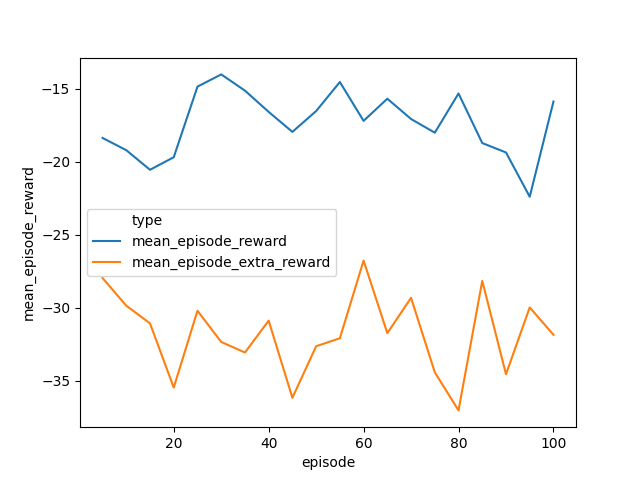 −15
−20
−25
−30
−35
mean_episode_reward
type
mean_episode_reward
mean_episode_extra_reward
20
40
60
80
100
episode